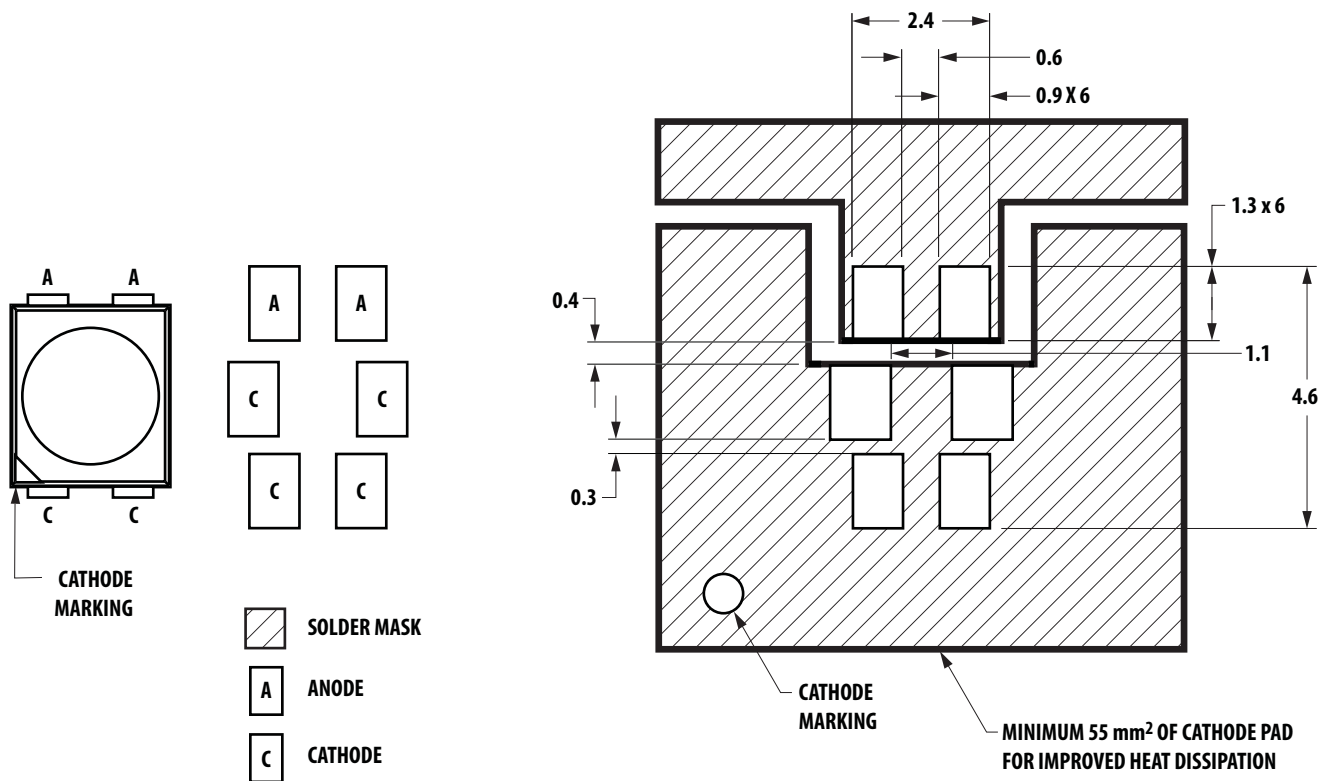 2.4
0.6
0.9 X 6
1.3 x 6
A A
A A
0.4
1.1
C C
4.6
C C
0.3
C C
CATHODE
MARKING
SOLDER MASK
A ANODE
C CATHODE
CATHODE
MARKING
MINIMUM 55 mm² OF CATHODE PAD
FOR IMPROVED HEAT DISSIPATION